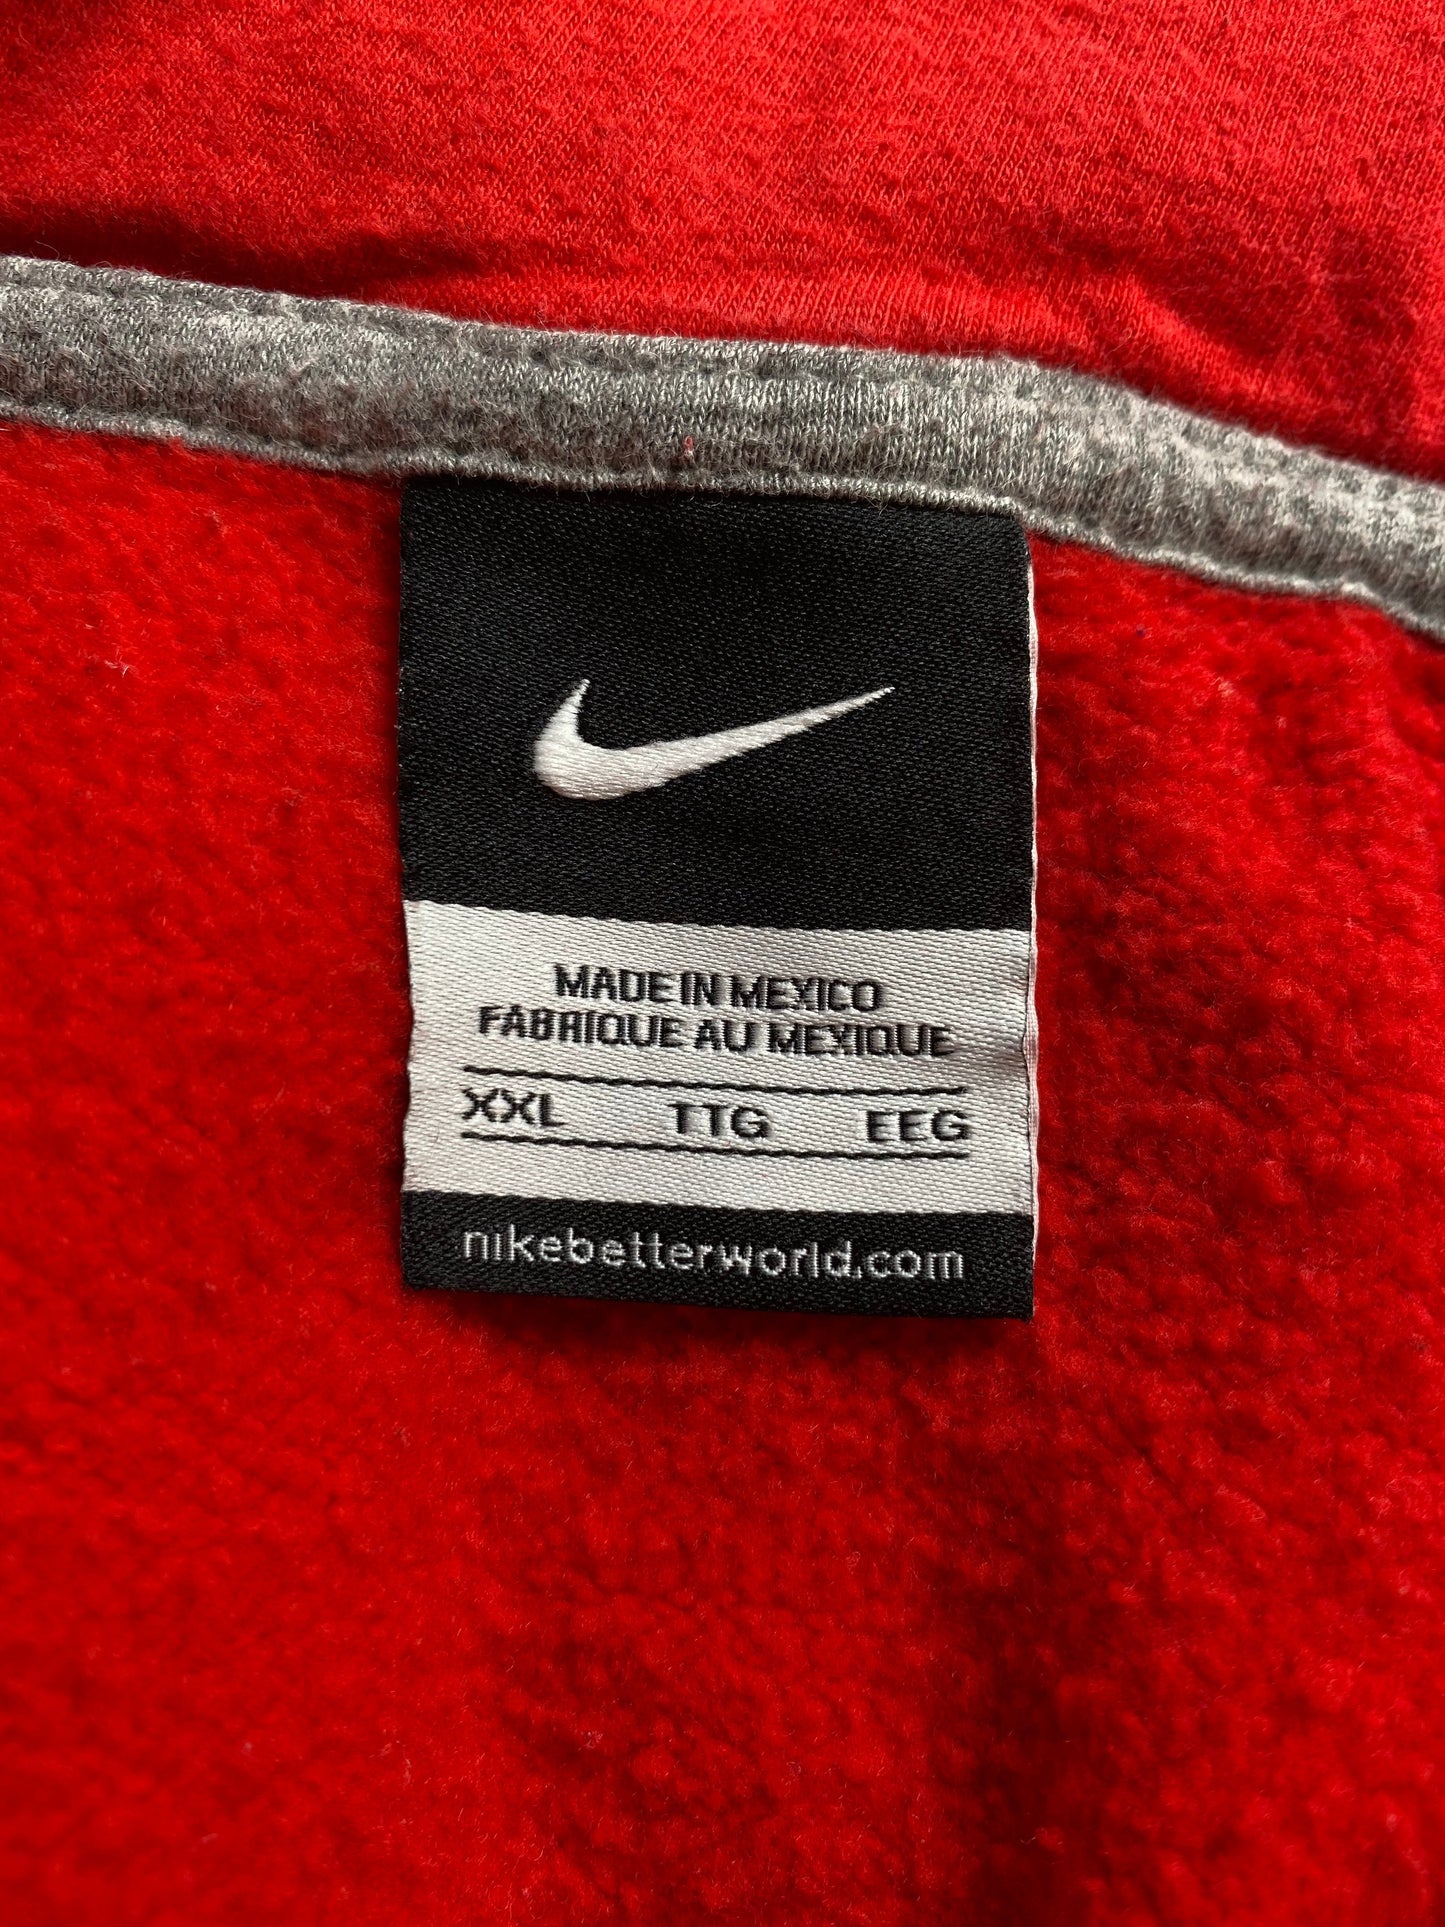 MADE IN MEXICO
FABRIQUE AU MEXIQUE
XXL TTG EEG
nikebetterworld.com